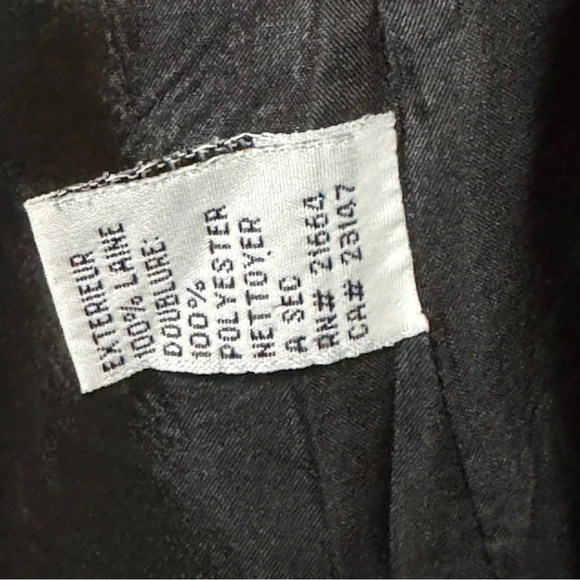 EXTERIEUR
100% LAINE
DOUBLURE:
100%
POLYESTER
NETTOYER
A SEC
RN# 21664
CA# 23147